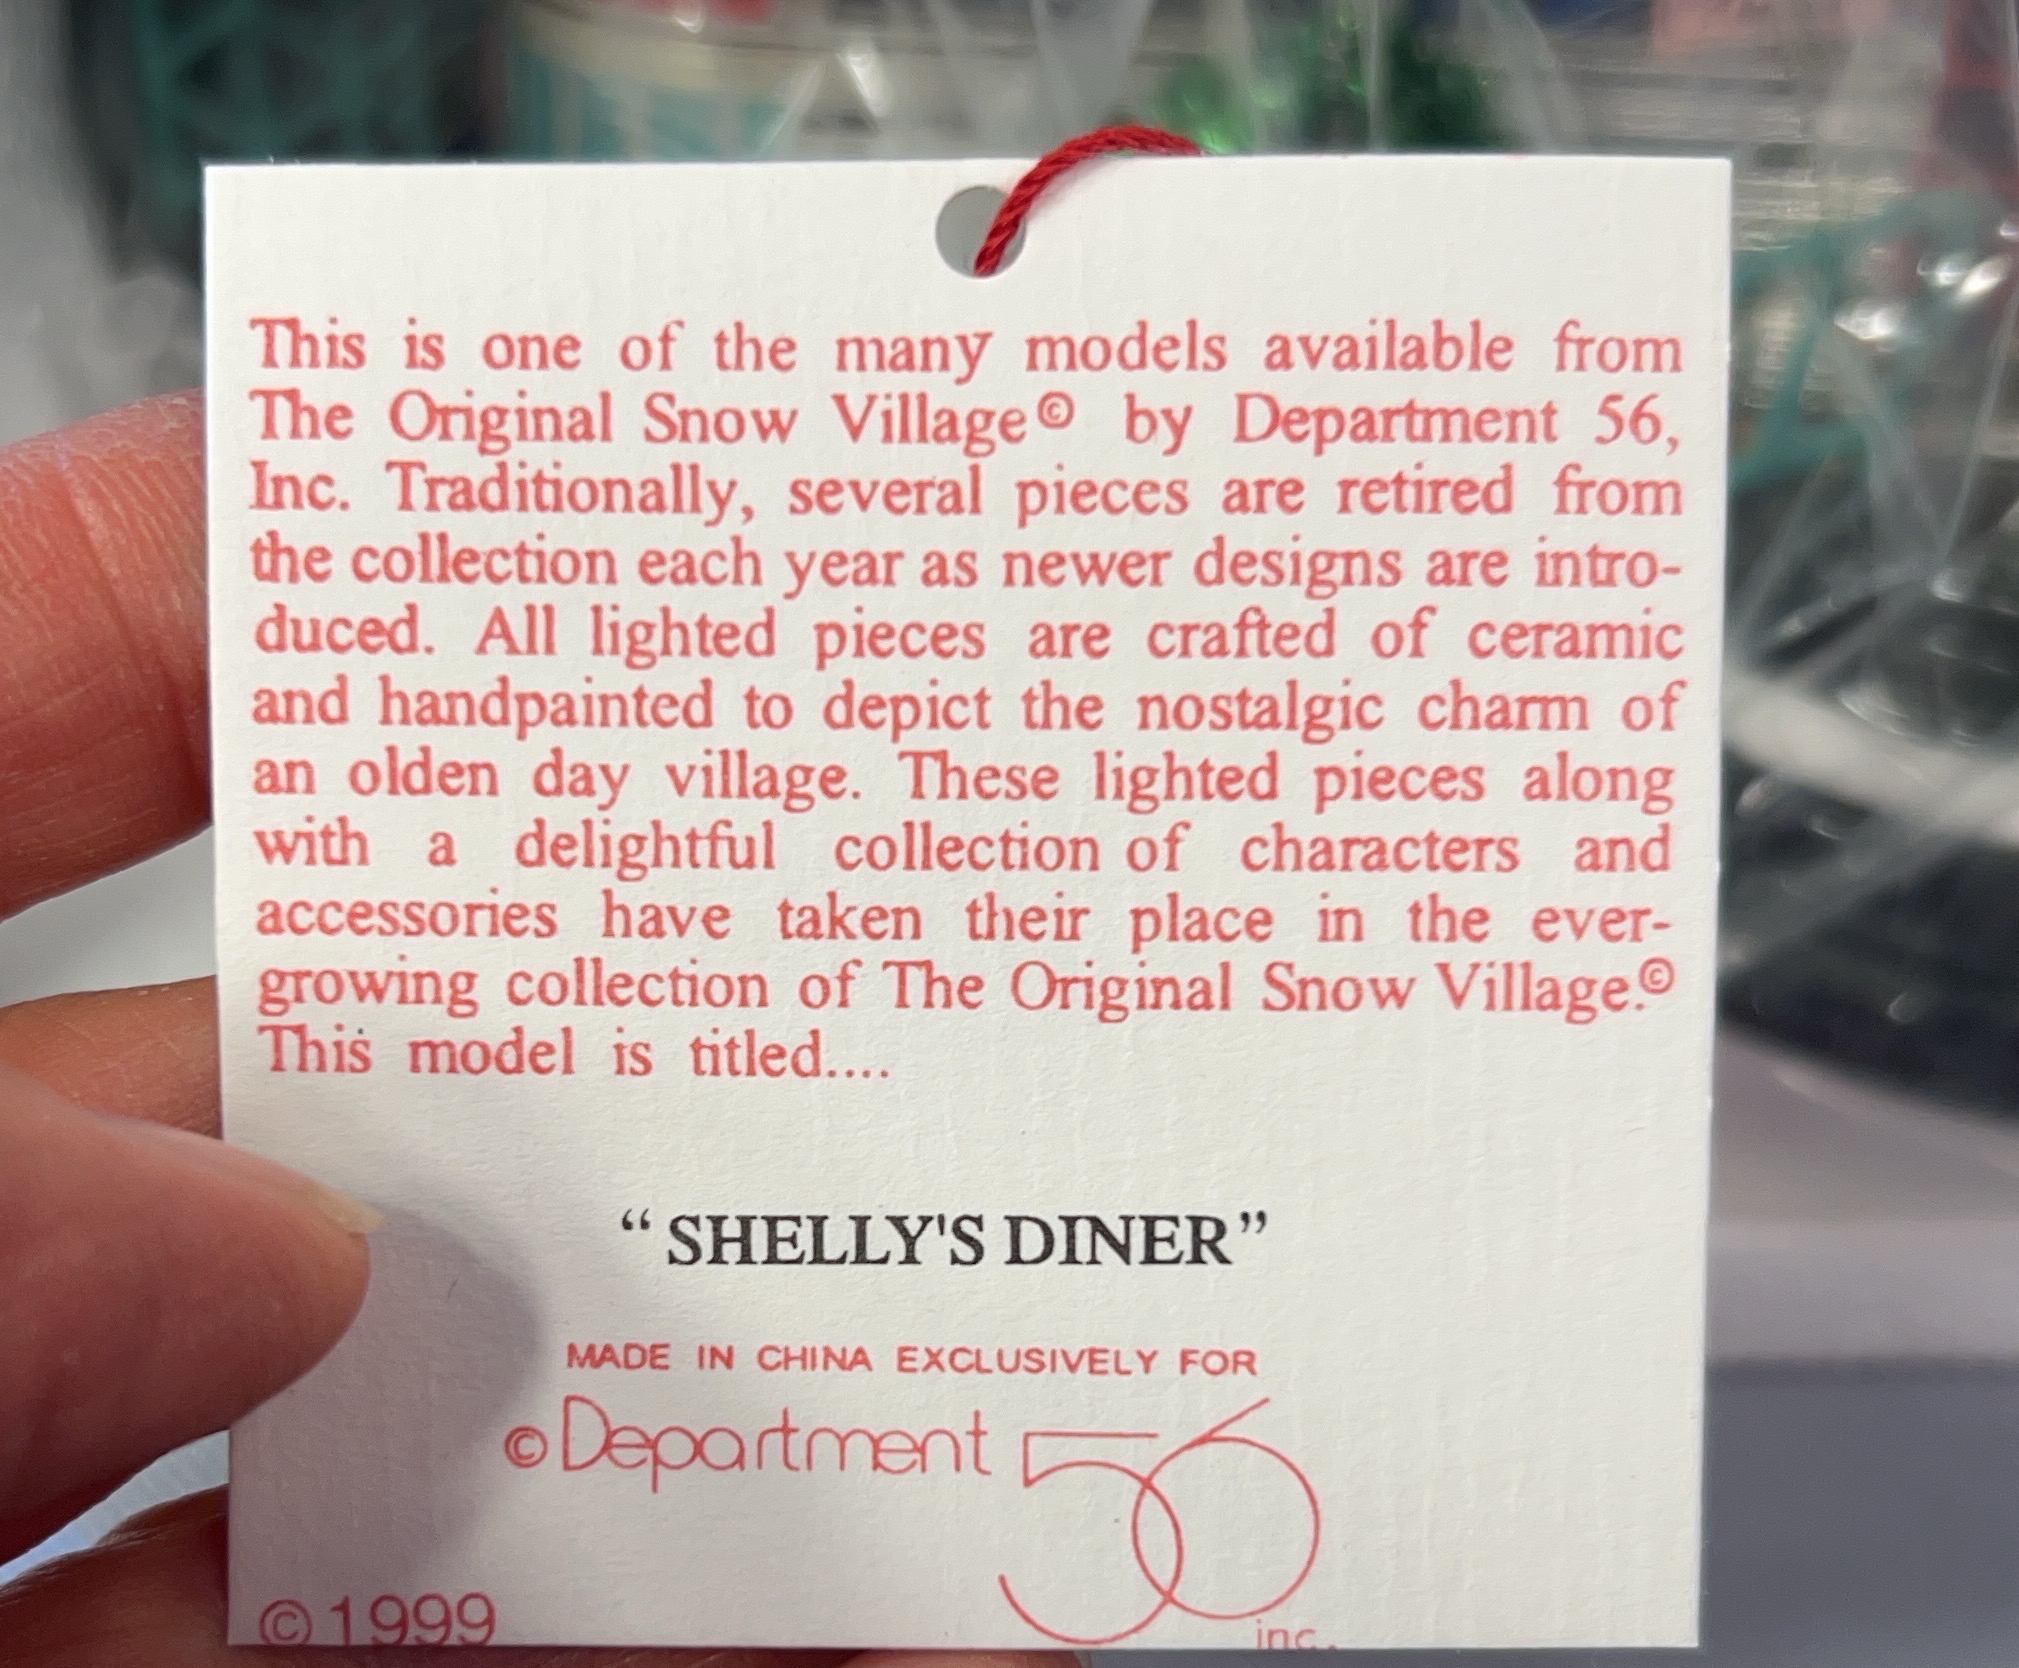 This is one of the many models available from
The Original Snow Village© by Department 56,
Inc. Traditionally, several pieces are retired from
the collection each year as newer designs are intro-
duced. All lighted pieces are crafted of ceramic
and handpainted to depict the nostalgic charm of
an olden day village. These lighted pieces along
with a delightful collection of characters and
accessories have taken their place in the ever-
growing collection of The Original Snow Village.©
This model is titled....
“SHELLY'S DINER”
MADE IN CHINA EXCLUSIVELY FOR
©Department 56
inc.
©1999